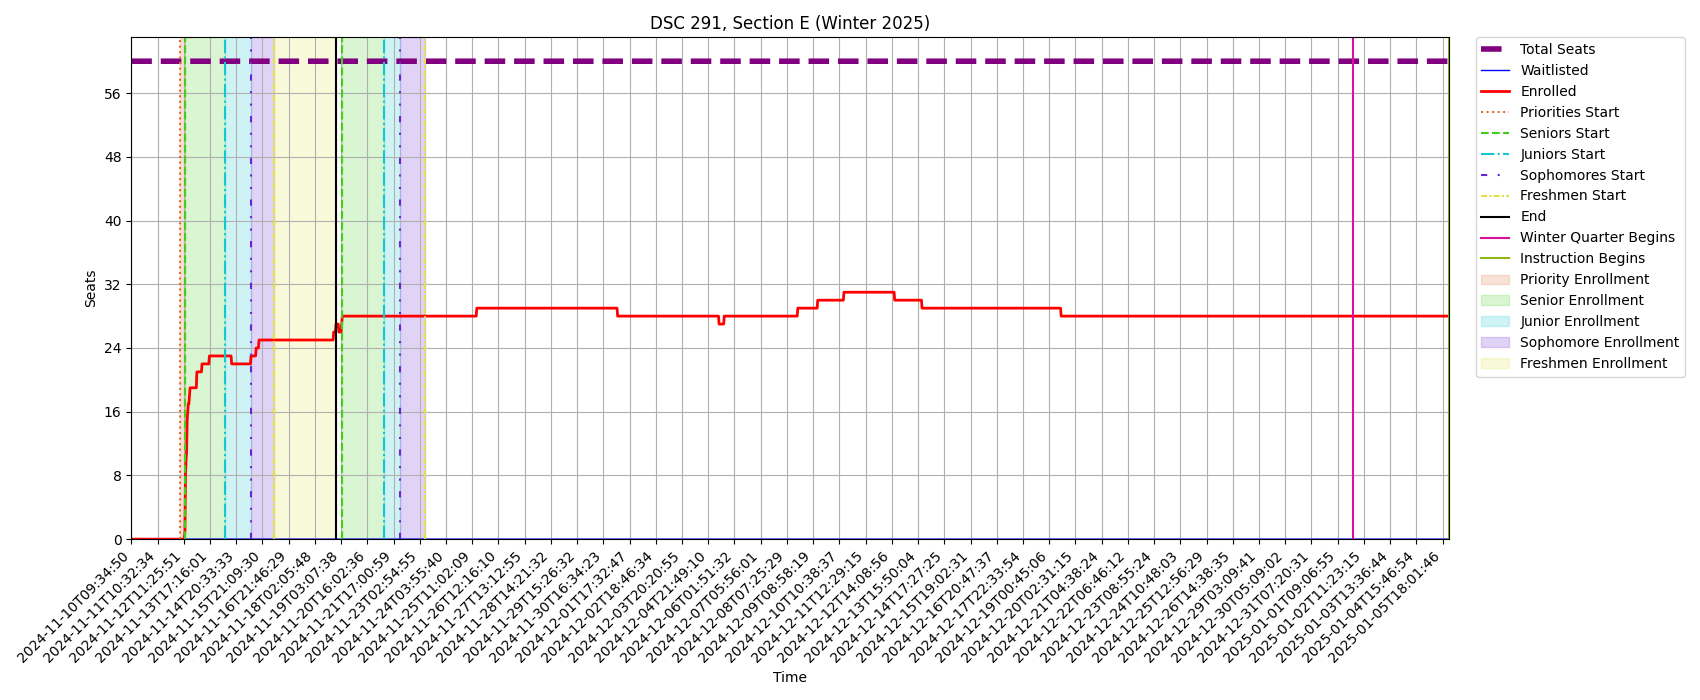 DSC 291, Section E (Winter 2025)
Seats
56
48
40
32
24
16
8
0
2024-11-10T09:34:50
2024-11-11T10:32:34
2024-11-12T11:25:51
2024-11-13T17:16:01
2024-11-14T20:33:33
2024-11-15T21:09:30
2024-11-16T21:46:29
2024-11-18T02:05:48
2024-11-19T03:07:38
2024-11-20T16:02:36
2024-11-21T17:00:59
2024-11-23T02:54:55
2024-11-24T03:55:40
2024-11-25T11:02:09
2024-11-26T12:16:10
2024-11-27T13:12:55
2024-11-28T14:21:32
2024-11-29T15:26:32
2024-11-30T16:34:23
2024-12-01T17:32:47
2024-12-02T18:46:34
2024-12-03T20:20:55
2024-12-04T21:49:10
2024-12-06T01:51:32
2024-12-07T05:56:01
2024-12-08T07:25:29
2024-12-09T08:58:19
2024-12-10T10:38:37
2024-12-11T12:29:15
2024-12-12T14:08:56
2024-12-13T15:50:04
2024-12-14T17:27:25
2024-12-15T19:02:31
2024-12-16T20:47:37
2024-12-17T22:33:54
2024-12-19T00:45:06
2024-12-20T02:31:15
2024-12-21T04:38:24
2024-12-22T06:46:12
2024-12-23T08:55:24
2024-12-24T10:48:03
2024-12-25T12:56:29
2024-12-26T14:38:35
2024-12-29T03:09:41
2024-12-30T05:09:02
2024-12-31T07:20:31
2025-01-01T09:06:55
2025-01-02T11:23:15
2025-01-03T13:36:44
2025-01-04T15:46:54
2025-01-05T18:01:46
Time
Total Seats
Waitlisted
Enrolled
Priorities Start
Seniors Start
Juniors Start
Sophomores Start
Freshmen Start
End
Winter Quarter Begins
Instruction Begins
Priority Enrollment
Senior Enrollment
Junior Enrollment
Sophomore Enrollment
Freshmen Enrollment